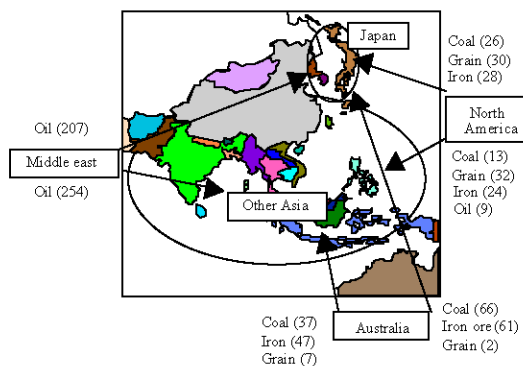 Japan
Coal (26)
Grain (30)
Iron (28)
Oil (207)
North
America
Middle east
Coal (13)
Grain (32)
Iron (24)
Oil (9)
Oil (254)
Other Asia
Coal (37)
Iron (47)
Grain (7)
Australia
Coal (66)
Iron ore (61)
Grain (2)